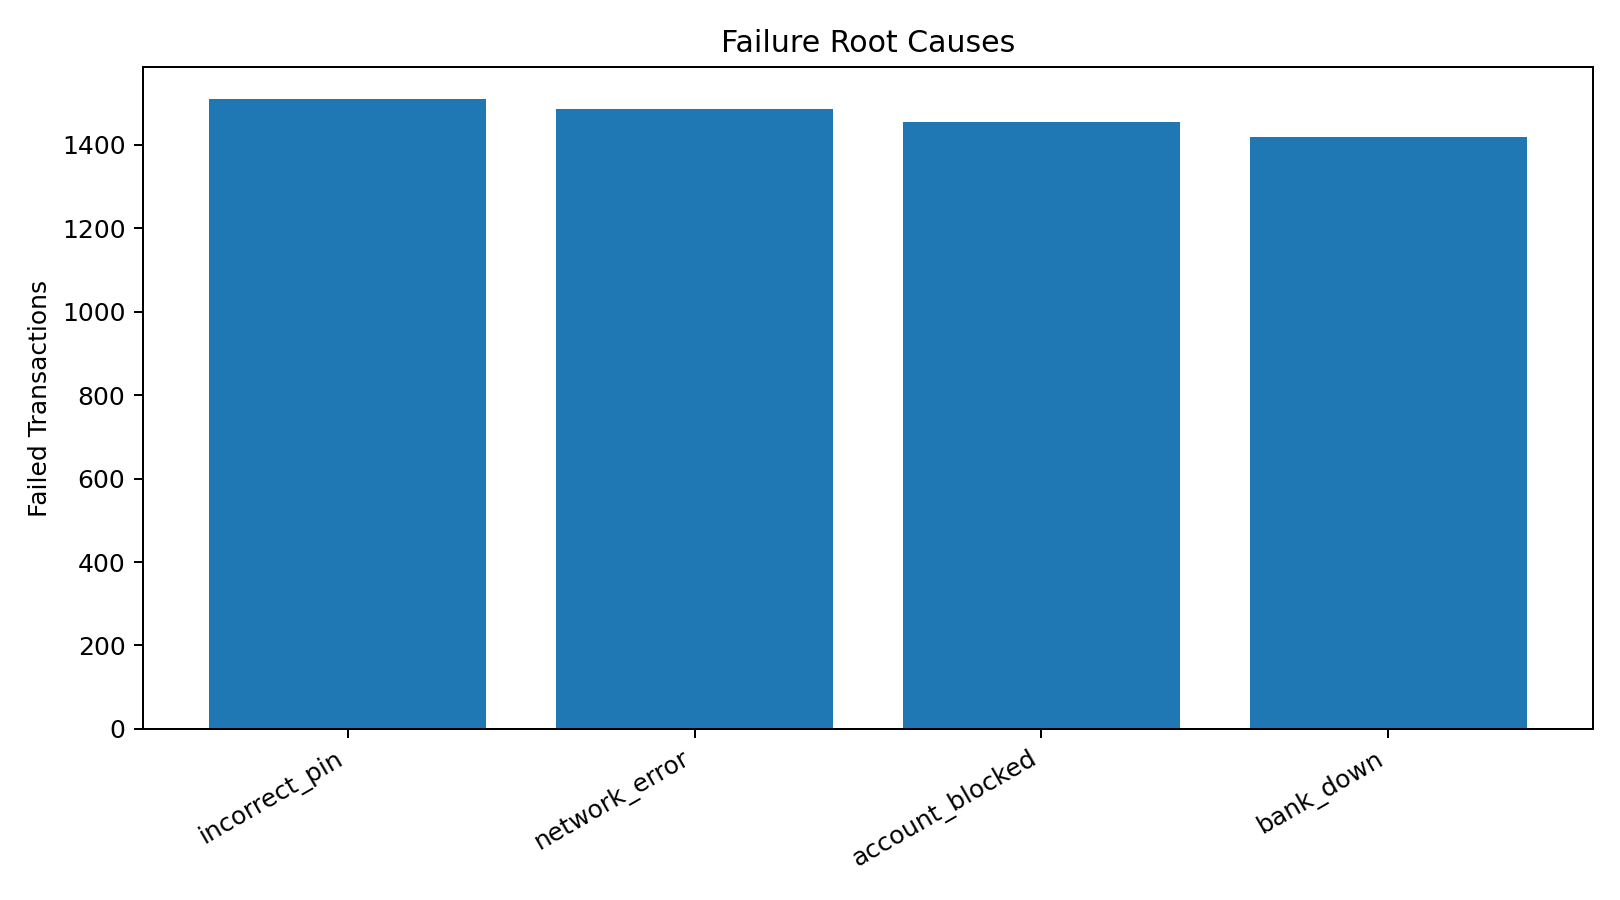 Failure Root Causes
Failed Transactions
1400
1200
1000
800
600
400
200
0
incorrect_pin
network_error
account_blocked
bank_down